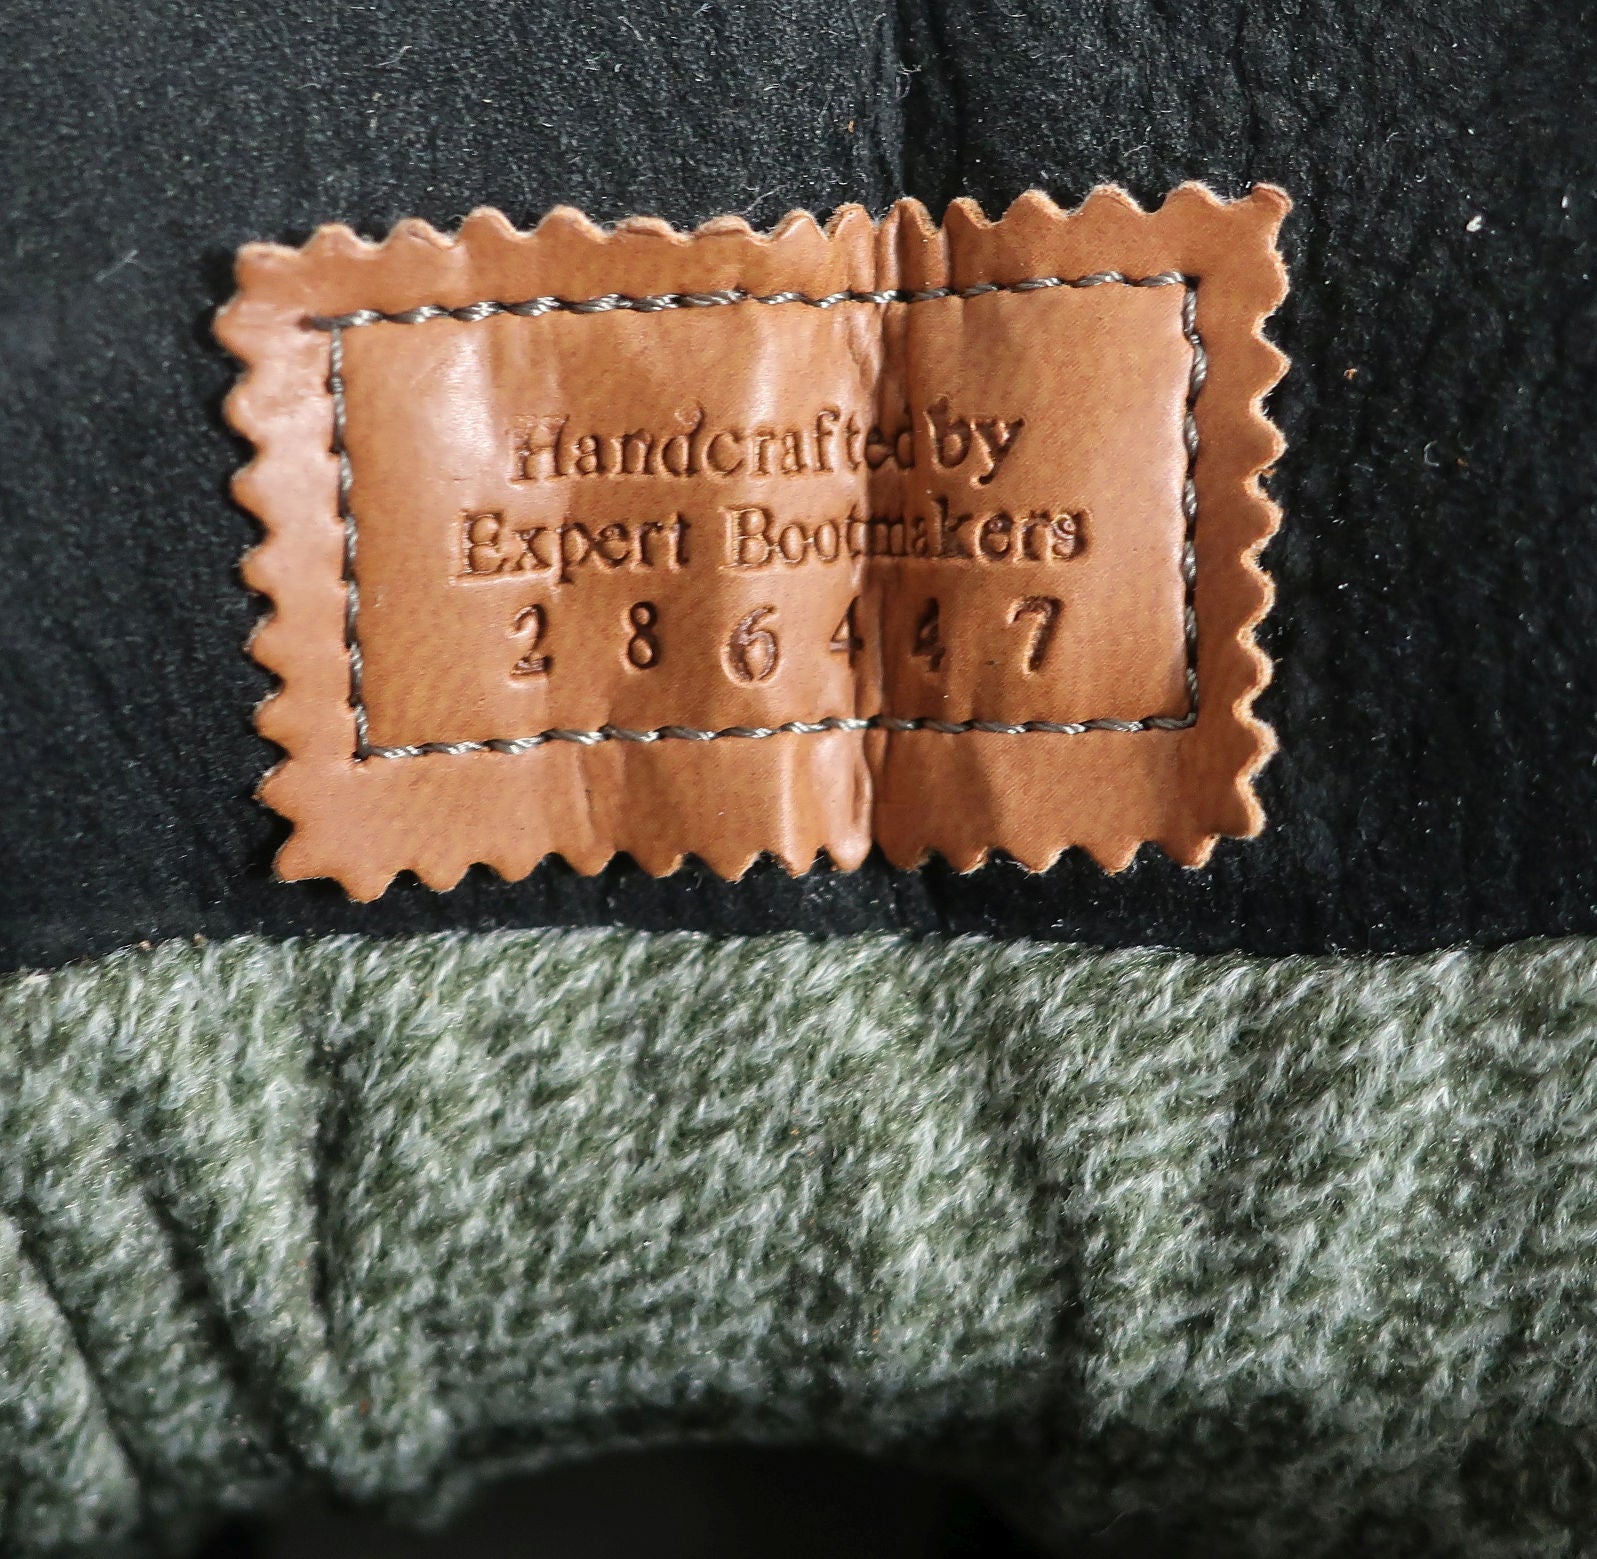 Handcrafted by
Expert Bootmakers
2 8 6 4 4 7